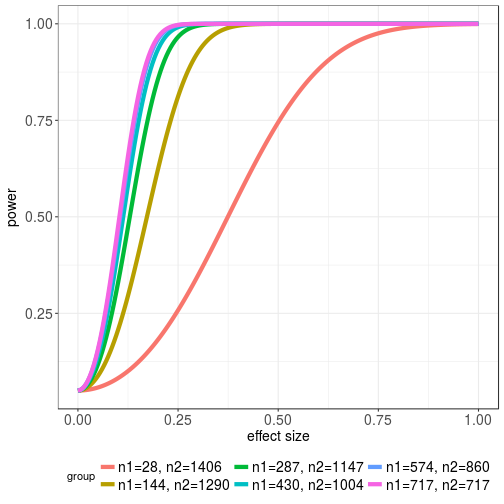 1.00
0.75
0.50
0.25
power
0.00 0.25 0.50 0.75 1.00
effect size
group
n1=28, n2=1406 n1=287, n2=1147 n1=574, n2=860
n1=144, n2=1290 n1=430, n2=1004 n1=717, n2=717